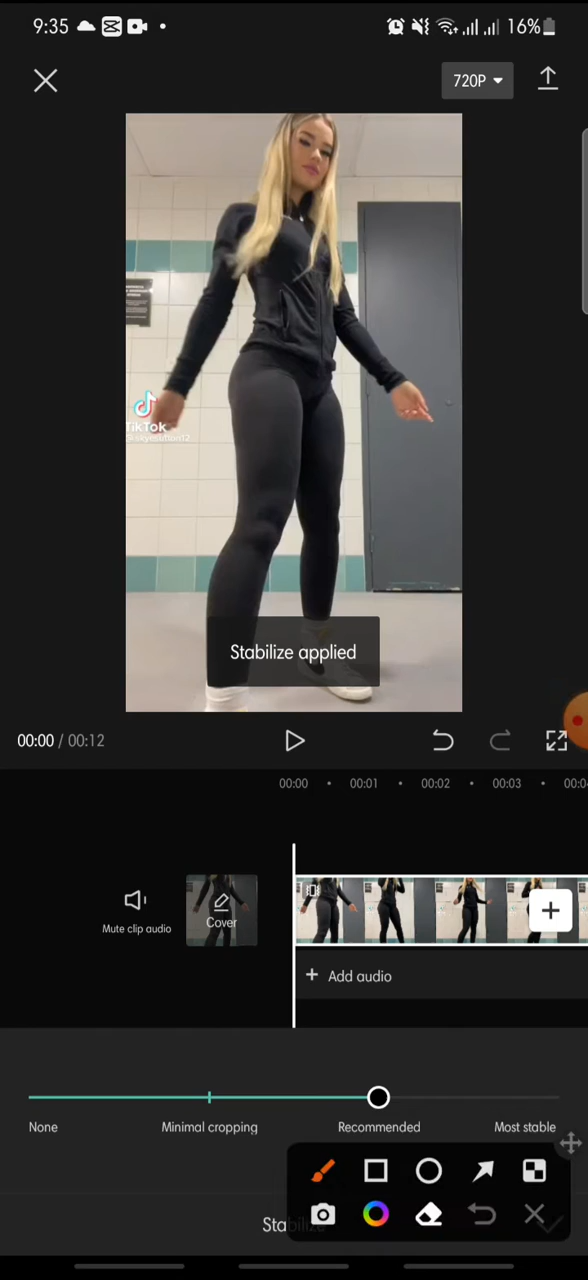 9:35
16%
720P
TikTok
Stabilize applied
00:00 / 00:12
00:00
00:01
00:02
00:03
Mute clip audio
Cover
+ Add audio
None
Minimal cropping
Recommended
Most stable